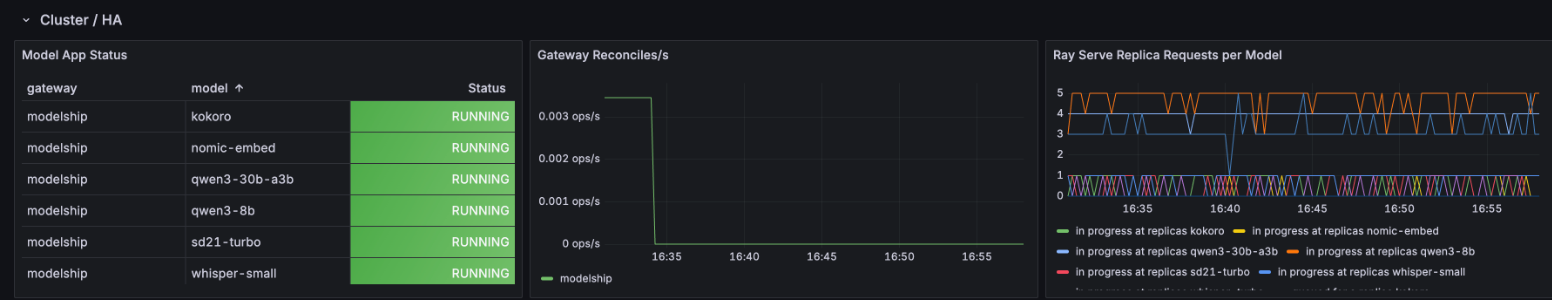 Cluster / HA
Model App Status
gateway model ↑ Status
modelship kokoro RUNNING
modelship nomic-embed RUNNING
modelship qwen3-30b-a3b RUNNING
modelship qwen3-8b RUNNING
modelship sd21-turbo RUNNING
modelship whisper-small RUNNING
Gateway Reconciles/s
0.003 ops/s
0.002 ops/s
0.001 ops/s
0 ops/s
16:35 16:40 16:45 16:50 16:55
modelship
Ray Serve Replica Requests per Model
5
4
3
2
1
0
16:35 16:40 16:45 16:50 16:55
in progress at replicas kokoro in progress at replicas nomic-embed
in progress at replicas qwen3-30b-a3b in progress at replicas qwen3-8b
in progress at replicas sd21-turbo in progress at replicas whisper-small